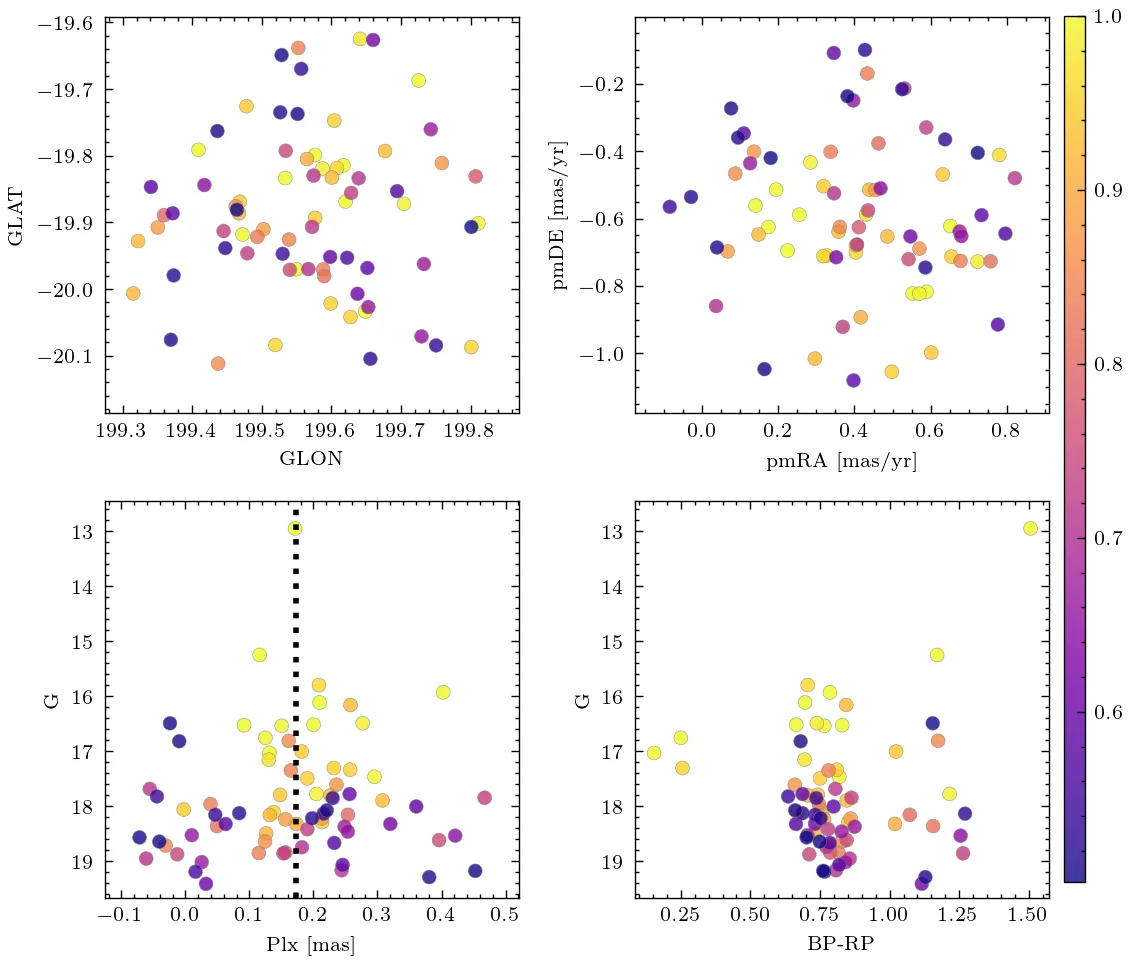 −19.6
−19.7
−19.8
−19.9
−20.0
−20.1
GLAT
199.3 199.4 199.5 199.6 199.7 199.8
GLON
−0.2
−0.4
−0.6
−0.8
−1.0
pmDE [mas/yr]
0.0 0.2 0.4 0.6 0.8
pmRA [mas/yr]
1.0
0.9
0.8
0.7
0.6
13
14
15
16
17
18
19
G
−0.1 0.0 0.1 0.2 0.3 0.4 0.5
Plx [mas]
13
14
15
16
17
18
19
G
0.25 0.50 0.75 1.00 1.25 1.50
BP-RP